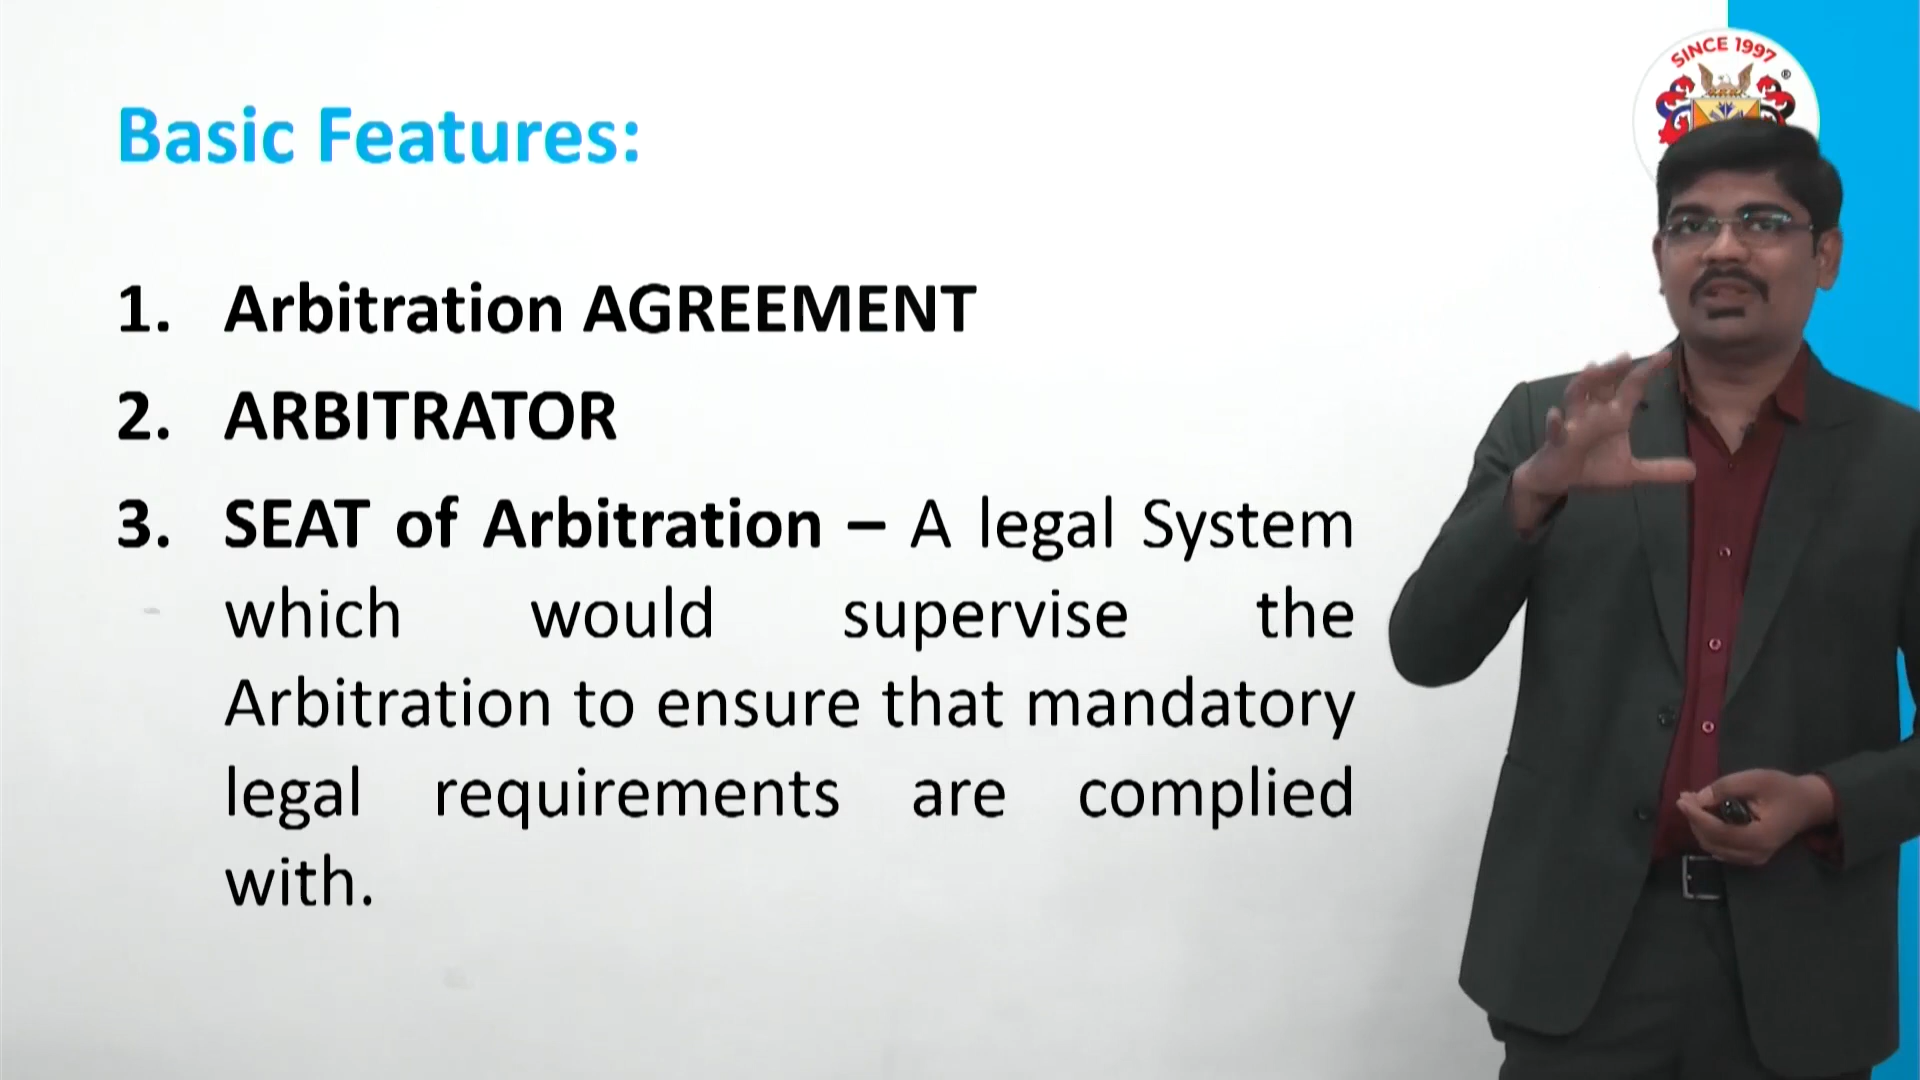 SINCE 1997
®
Basic Features:
1. Arbitration AGREEMENT
2. ARBITRATOR
3. SEAT of Arbitration – A legal System
which would supervise the
Arbitration to ensure that mandatory
legal requirements are complied
with.